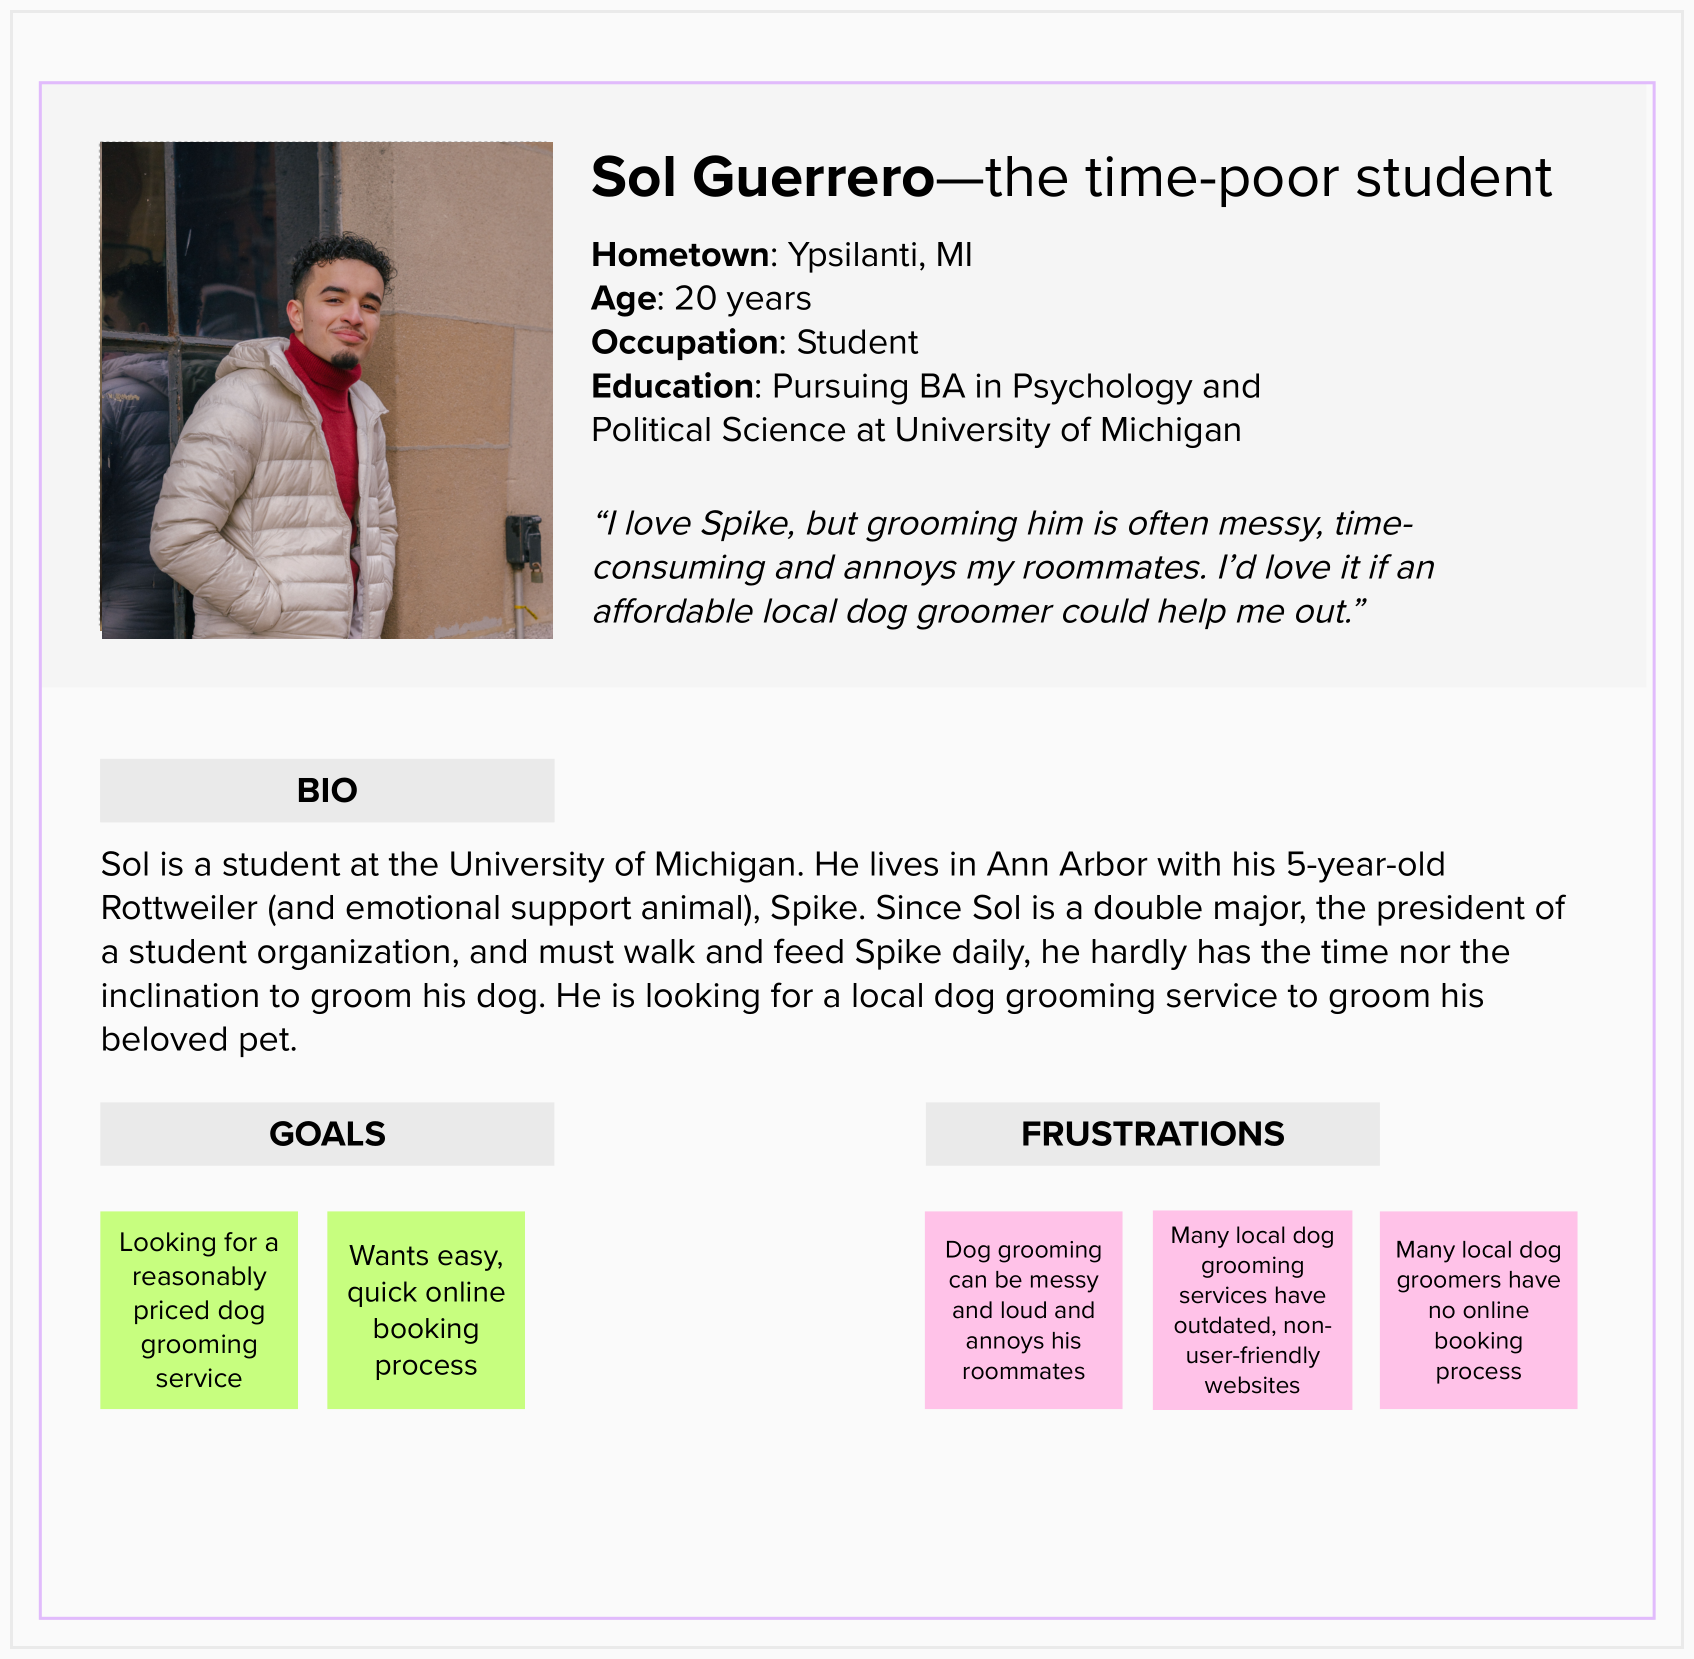 Sol Guerrero—the time-poor student
Hometown: Ypsilanti, MI
Age: 20 years
Occupation: Student
Education: Pursuing BA in Psychology and
Political Science at University of Michigan
“I love Spike, but grooming him is often messy, time-
consuming and annoys my roommates. I’d love it if an
affordable local dog groomer could help me out.”
BIO
Sol is a student at the University of Michigan. He lives in Ann Arbor with his 5-year-old
Rottweiler (and emotional support animal), Spike. Since Sol is a double major, the president of
a student organization, and must walk and feed Spike daily, he hardly has the time nor the
inclination to groom his dog. He is looking for a local dog grooming service to groom his
beloved pet.
GOALS
Looking for a
reasonably
priced dog
grooming
service
Wants easy,
quick online
booking
process
FRUSTRATIONS
Dog grooming
can be messy
and loud and
annoys his
roommates
Many local dog
grooming
services have
outdated, non-
user-friendly
websites
Many local dog
groomers have
no online
booking
process